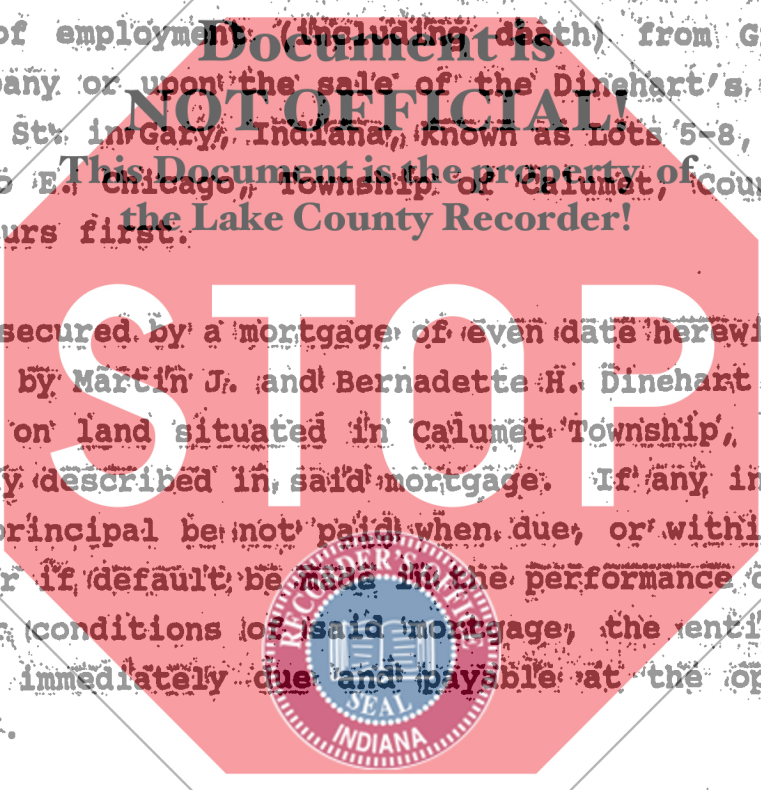 of employment (including death) from G
Document is
any or upon the sale of the Dinehart's
NOT OFFICIAL!
St. in Gary, Indiana, known as Lots 5-8,
This Document is the property of
E. Chicago, Township of Calumet, Cou
the Lake County Recorder!
urs first.
STOP
secured by a mortgage of even date herewi
by Martin J. and Bernadette H. Dinehart
on land situated in Calumet Township,
y described in said mortgage. If any in
principal be not paid when due, or withi
r if default be made in the performance
r conditions of said mortgage, the enti
immediately due and payable at the op
RECORDER'S OFFICE
SEAL
INDIANA